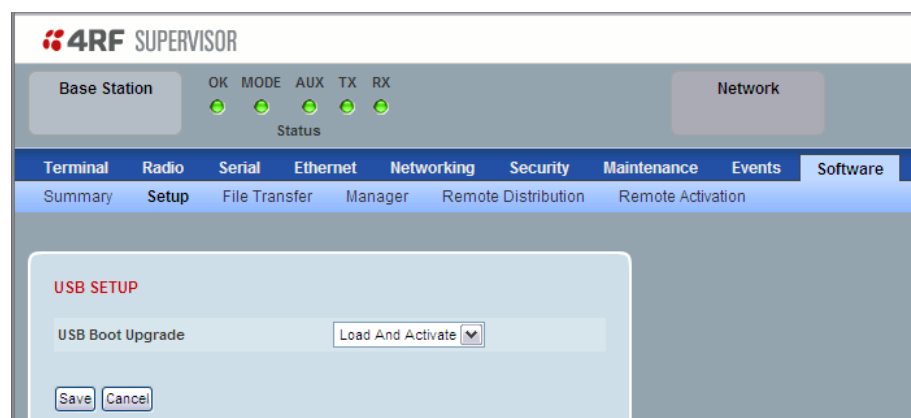 4RF SUPERVISOR
Base Station
OK MODE AUX TX RX
Status
Network
Terminal Radio Serial Ethernet Networking Security Maintenance Events Software
Summary Setup File Transfer Manager Remote Distribution Remote Activation
USB SETUP
USB Boot Upgrade Load And Activate
Save Cancel